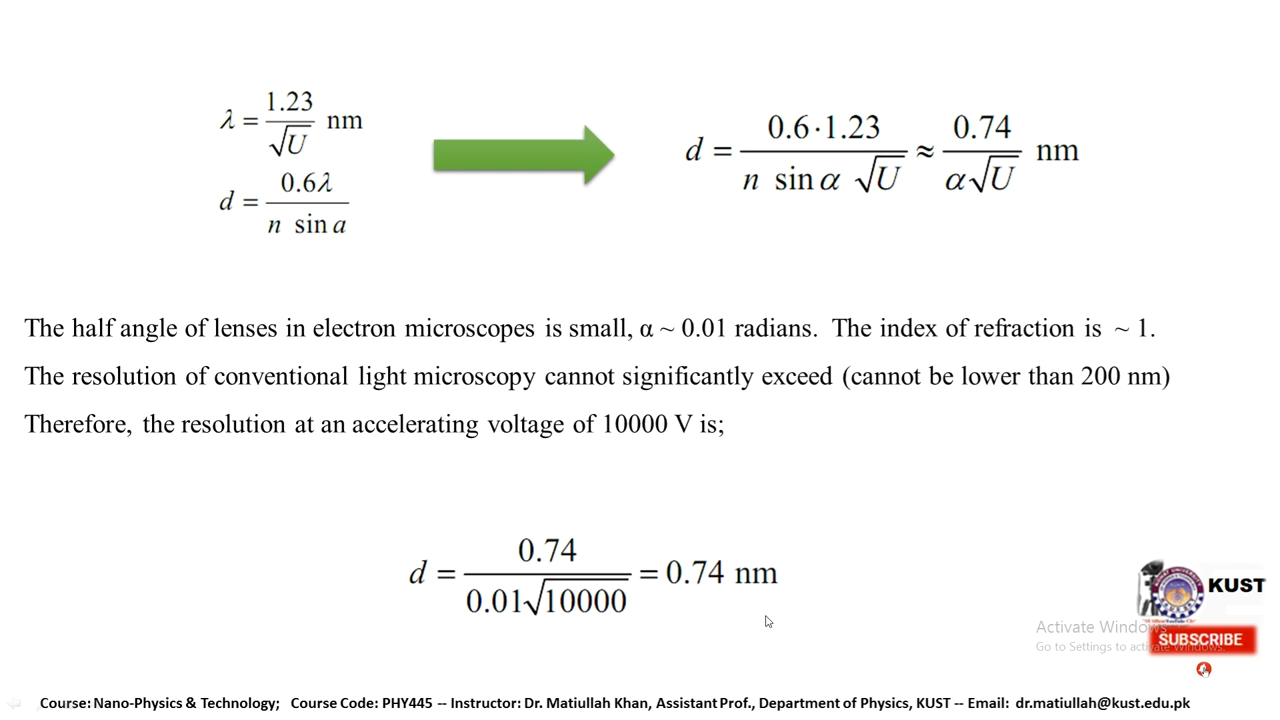 λ = 1.23 / √U nm
d = 0.6λ / n sin a
d = 0.6·1.23 / n sin α √U ≈ 0.74 / α√U nm
The half angle of lenses in electron microscopes is small, α ~ 0.01 radians. The index of refraction is ~ 1.
The resolution of conventional light microscopy cannot significantly exceed (cannot be lower than 200 nm)
Therefore, the resolution at an accelerating voltage of 10000 V is;
d = 0.74 / 0.01√10000 = 0.74 nm
KUST
Activate Windows
SUBSCRIBE
Go to Settings to activate Windows.
Course: Nano-Physics & Technology; Course Code: PHY445 -- Instructor: Dr. Matiullah Khan, Assistant Prof., Department of Physics, KUST -- Email: dr.matiullah@kust.edu.pk